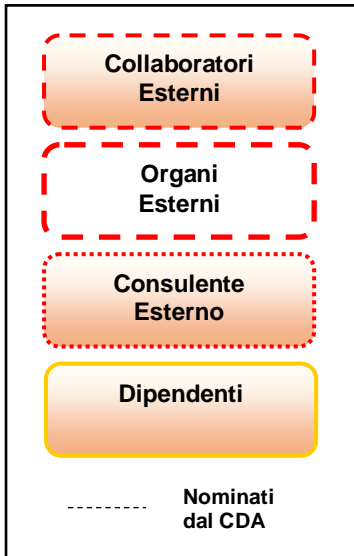 Collaboratori
Esterni
Organi
Esterni
Consulente
Esterno
Dipendenti
Nominati
dal CDA